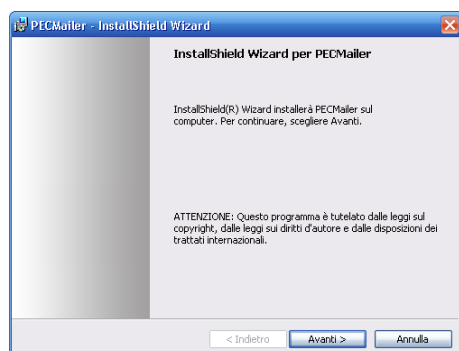 PECMailer - InstallShield Wizard
InstallShield Wizard per PECMailer
InstallShield(R) Wizard installerà PECMailer sul
computer. Per continuare, scegliere Avanti.
ATTENZIONE: Questo programma è tutelato dalle leggi sul
copyright, dalle leggi sui diritti d'autore e dalle disposizioni dei
trattati internazionali.
< Indietro
Avanti >
Annulla